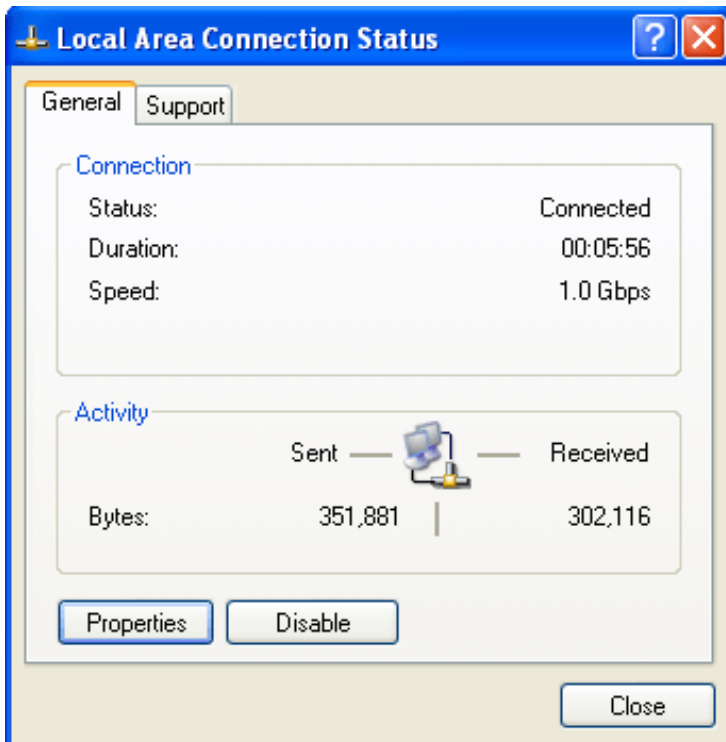 Local Area Connection Status
General Support
Connection
Status: Connected
Duration: 00:05:56
Speed: 1.0 Gbps
Activity
Sent Received
Bytes: 351,881 302,116
Properties Disable
Close